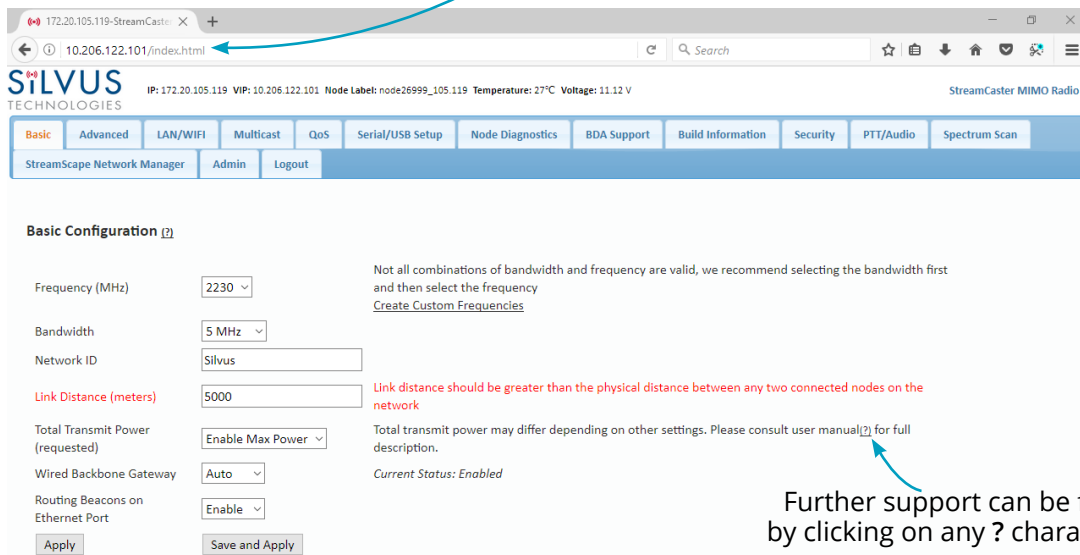 172.20.105.119-StreamCaster
10.206.122.101/index.html
Search
SiLVUS
TECHNOLOGIES
IP: 172.20.105.119 VIP: 10.206.122.101 Node Label: node26999_105.119 Temperature: 27°C Voltage: 11.12 V
StreamCaster MIMO Radio
Basic Advanced LAN/WIFI Multicast QoS Serial/USB Setup Node Diagnostics BDA Support Build Information Security PTT/Audio Spectrum Scan
StreamScape Network Manager Admin Logout
Basic Configuration (?)
Frequency (MHz) 2230
Not all combinations of bandwidth and frequency are valid, we recommend selecting the bandwidth first
and then select the frequency
Create Custom Frequencies
Bandwidth 5 MHz
Network ID Silvus
Link Distance (meters) 5000
Link distance should be greater than the physical distance between any two connected nodes on the
network
Total Transmit Power
(requested)
Enable Max Power
Total transmit power may differ depending on other settings. Please consult user manual(?) for full
description.
Wired Backbone Gateway Auto Current Status: Enabled
Routing Beacons on
Ethernet Port
Enable
Apply Save and Apply
Further support can be
by clicking on any ? chara